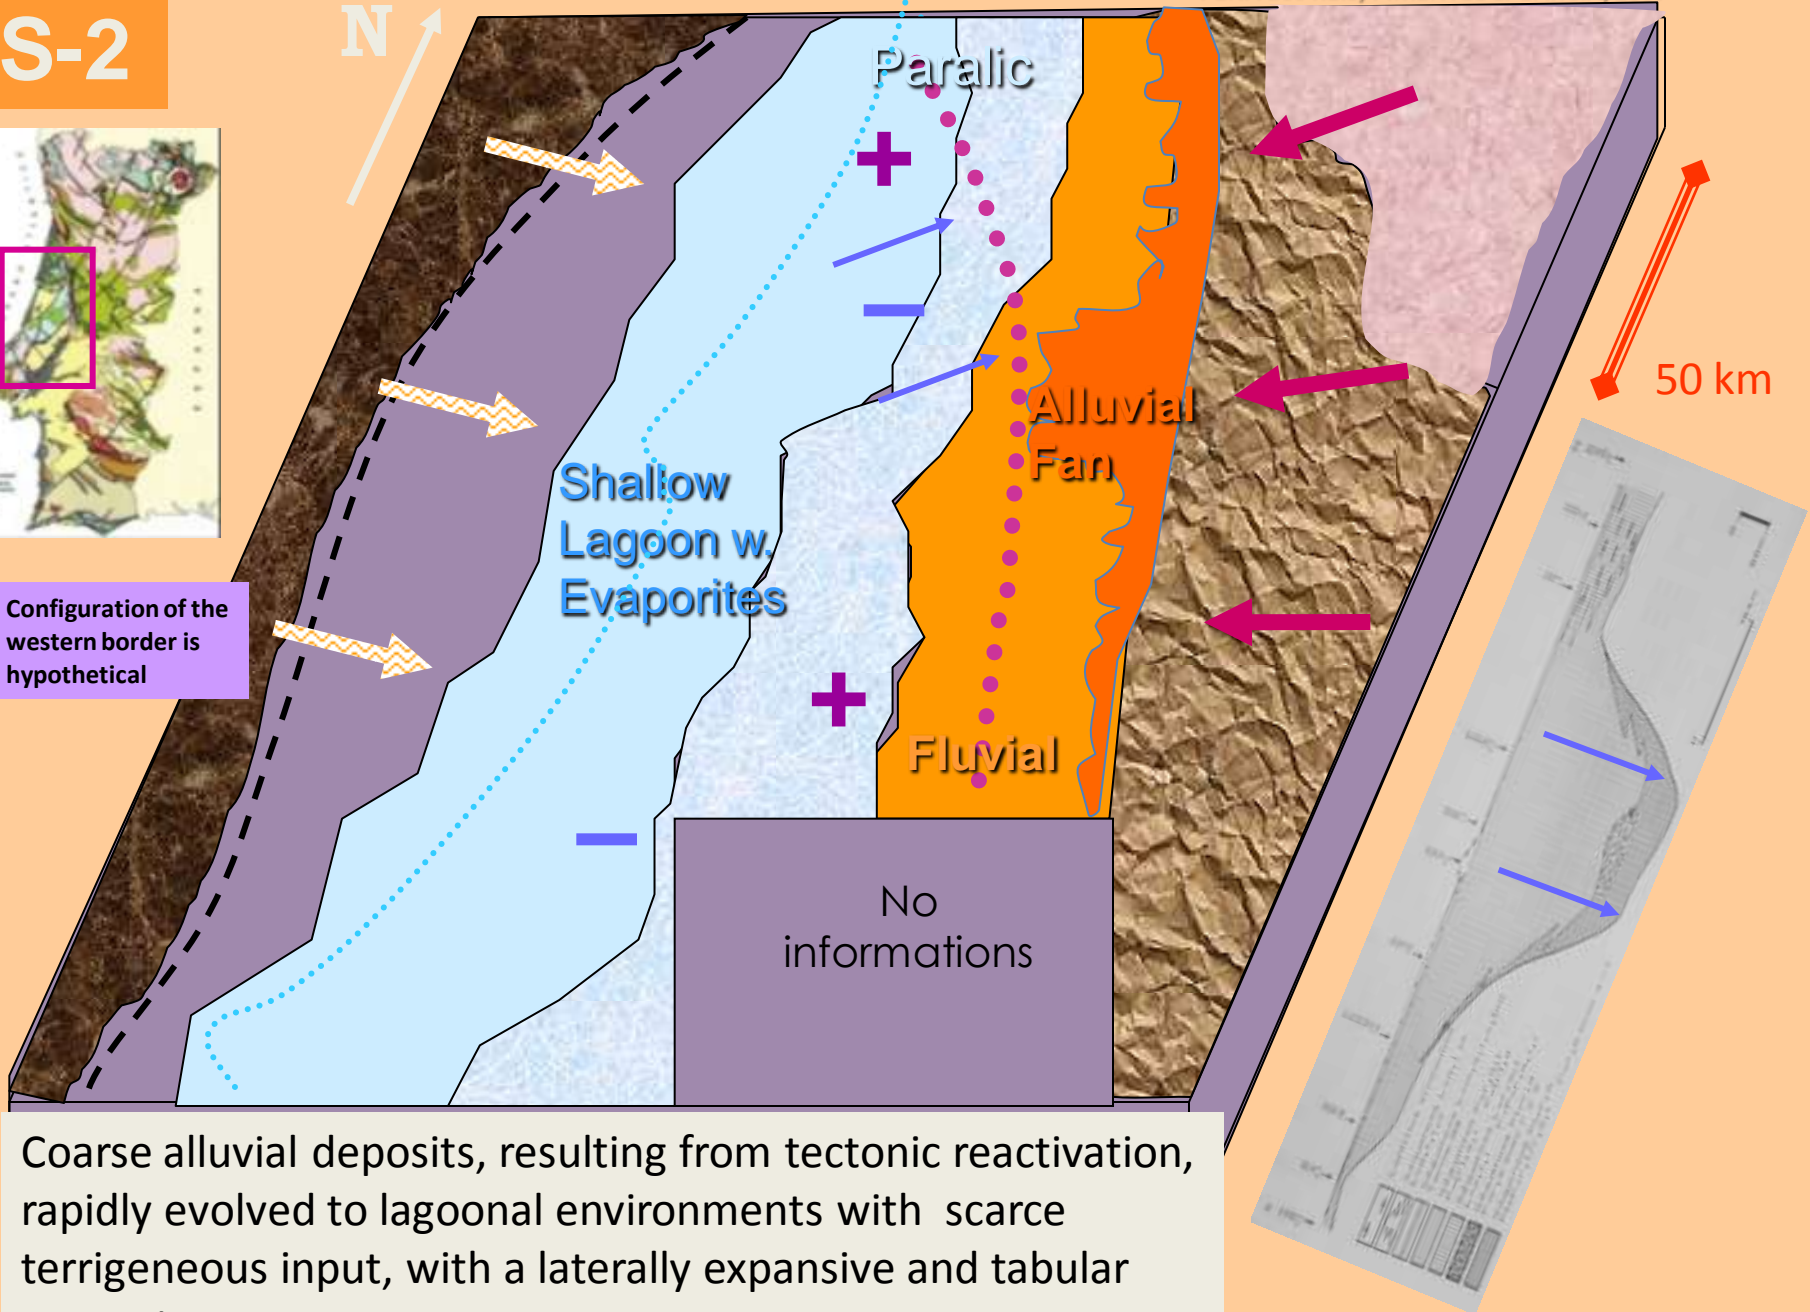 S-2
N
Paralic
50 km
Alluvial
Fan
Shallow
Lagoon w.
Evaporites
Configuration of the
western border is
hypothetical
Fluvial
No
informations
Coarse alluvial deposits, resulting from tectonic reactivation,
rapidly evolved to lagoonal environments with scarce
terrigeneous input, with a laterally expansive and tabular